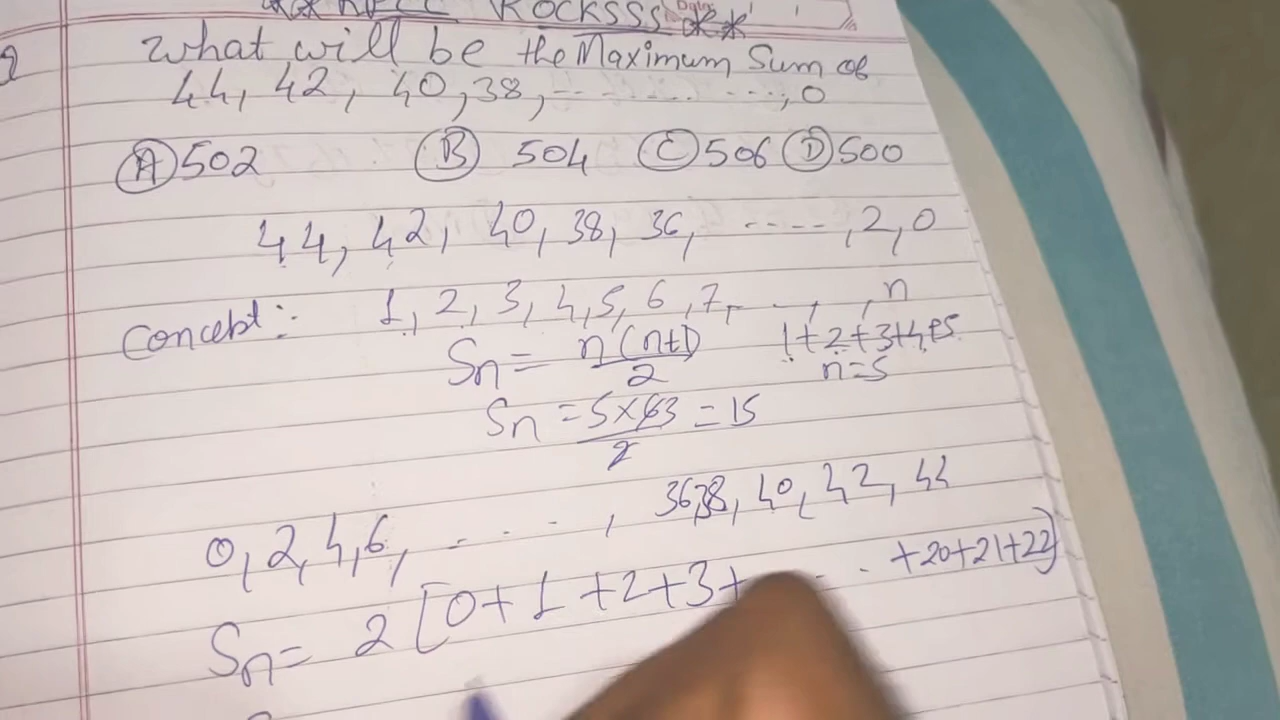 ROCKSSS **
What will be the Maximum Sum of
44, 42, 40, 38, -- ..... ...., 0
(A) 502 (B) 504 (C) 506 (D) 500
44, 42, 40, 38, 36, ----, 2, 0
Concept:- 1, 2, 3, 4, 5, 6, 7, - , , n
Sn = n(n+1)/2 1+2+3+4+5
n=5
Sn = 5×63/2 = 15
0, 2, 4, 6, - - - , 36, 38, 40, 42, 44
Sn = 2 [0+1+2+3+ .. +20+21+22]